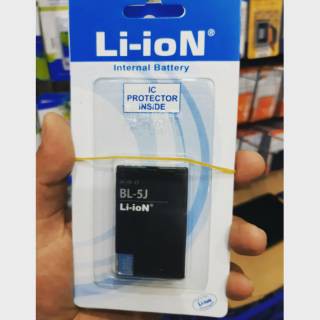 Li-ioN®
Internal Battery
IC
PROTECTOR
INSIDE
BL-5J
Li-ioN®